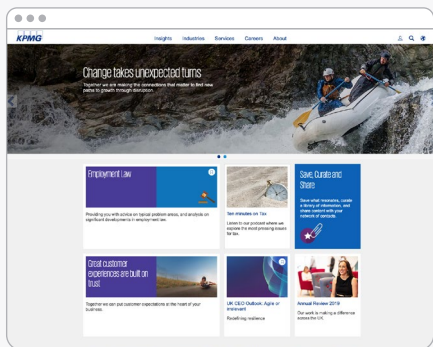 KPMG
Insights Industries Services Careers About
Change takes unexpected turns
Together we are making the connections that matter to find new
paths to growth through disruption
Employment Law
Providing you with advice on typical problem areas, and analysis on
significant developments in employment law.
Ten minutes on Tax
Listen to our podcast where we
explore the most pressing issues
for tax.
Save, Curate and
Share
Save what resonates, curate
a library of information, and
share content with your
network of contacts.
Great customer
experiences are built on
trust
Together we can put customer expectations at the heart of your
business.
UK CEO Outlook: Agile or
irrelevant
Redefining resilience
Annual Review 2019
Our work is making a difference
across the UK.